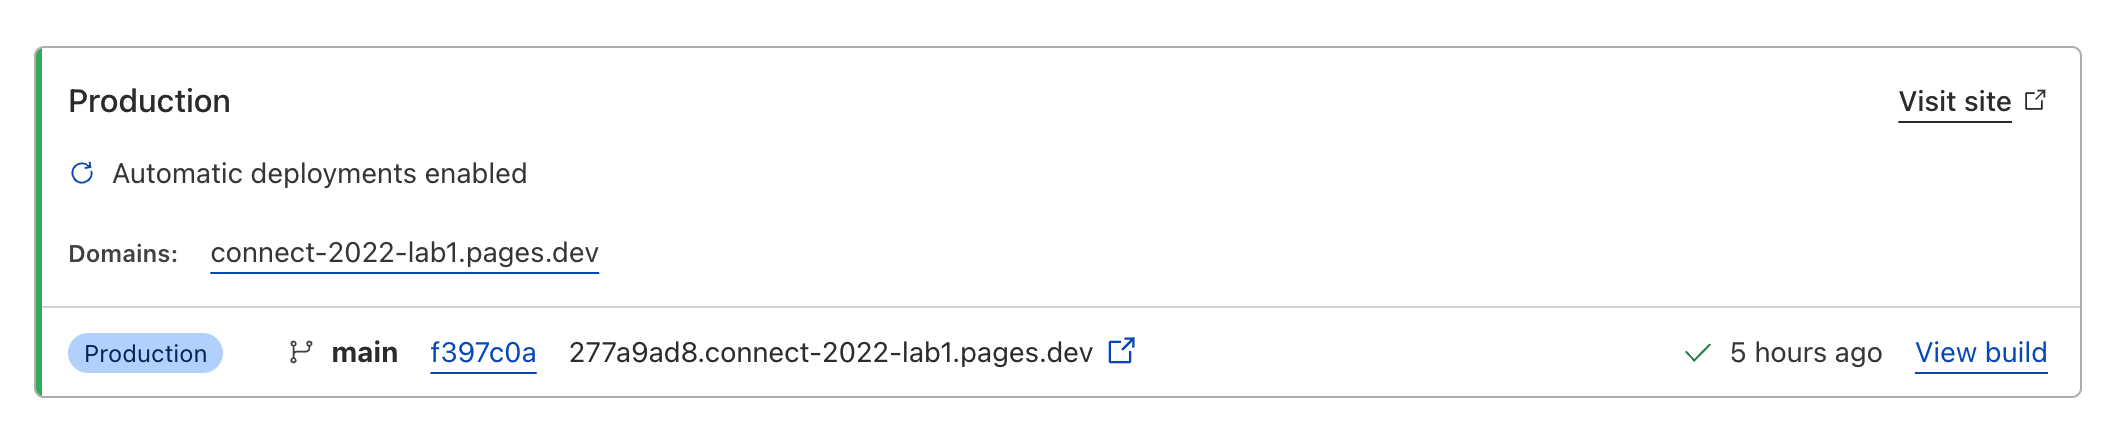 Production
Visit site
Automatic deployments enabled
Domains: connect-2022-lab1.pages.dev
Production main f397c0a 277a9ad8.connect-2022-lab1.pages.dev 5 hours ago View build